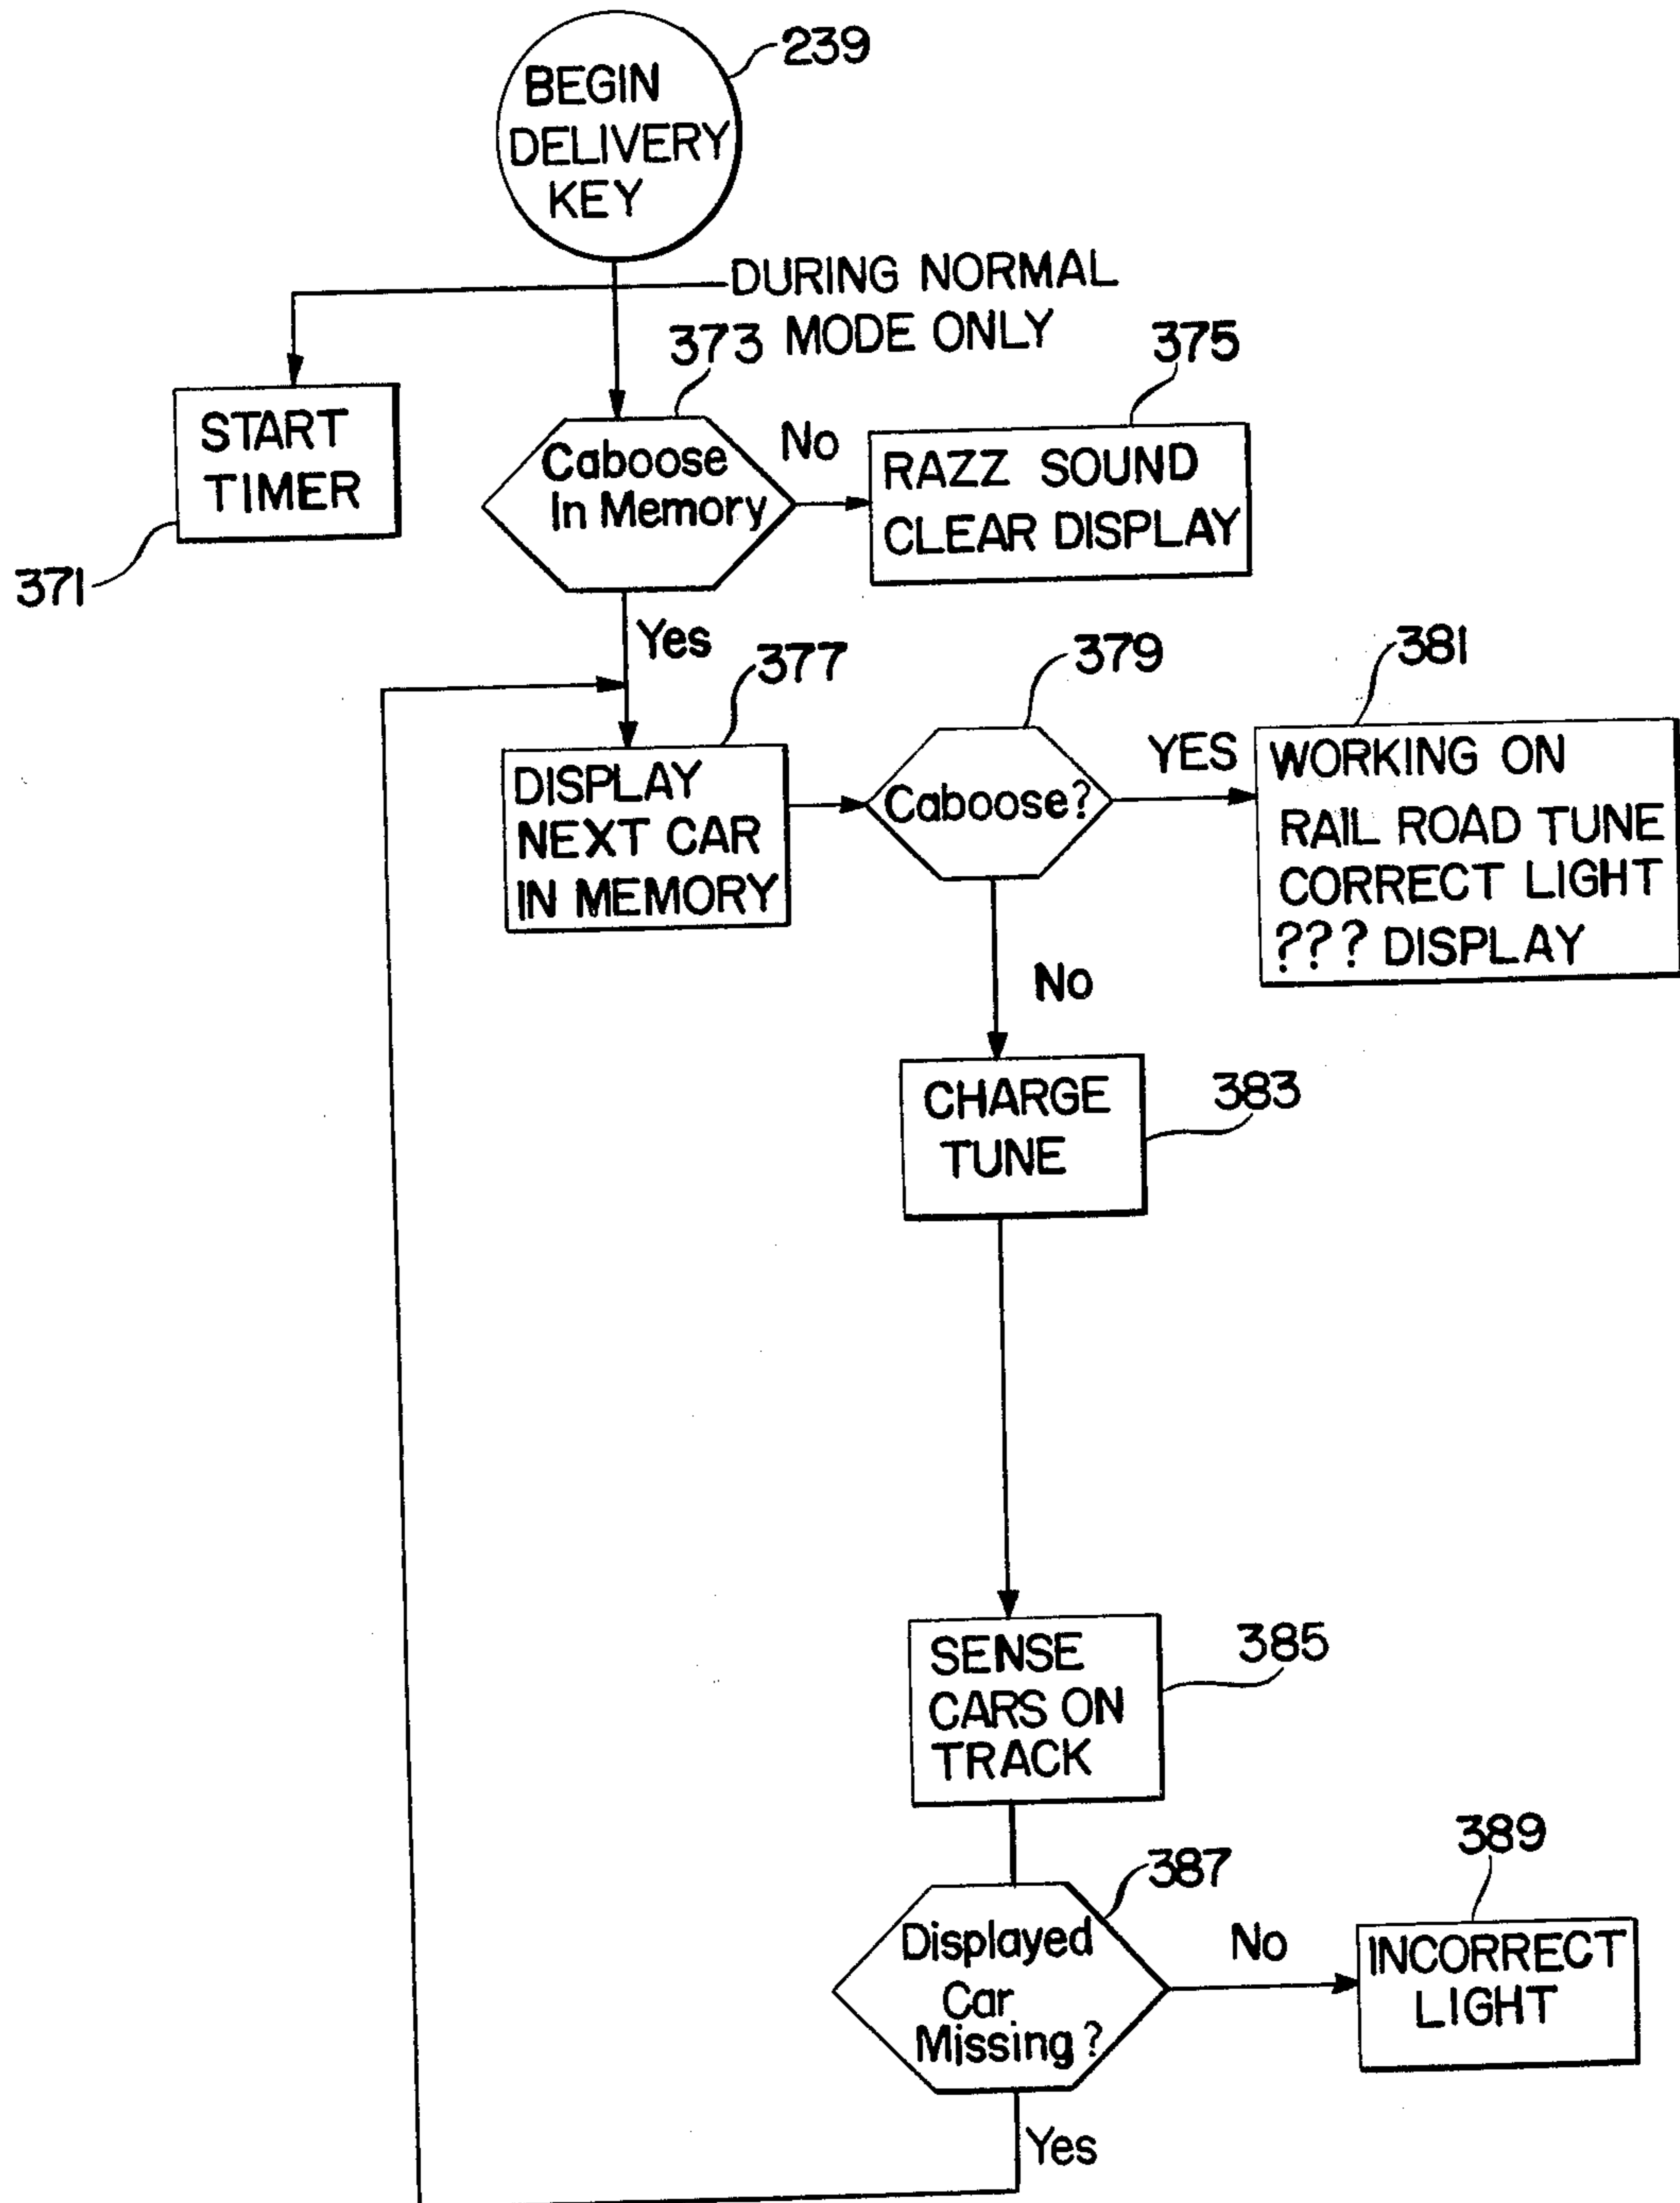 239
BEGIN
DELIVERY
KEY
DURING NORMAL
MODE ONLY
371
START
TIMER
373
Caboose
In Memory
No
375
RAZZ SOUND
CLEAR DISPLAY
Yes
377
DISPLAY
NEXT CAR
IN MEMORY
379
Caboose?
YES
381
WORKING ON
RAIL ROAD TUNE
CORRECT LIGHT
??? DISPLAY
No
383
CHARGE
TUNE
385
SENSE
CARS ON
TRACK
387
Displayed
Car
Missing?
No
389
INCORRECT
LIGHT
Yes